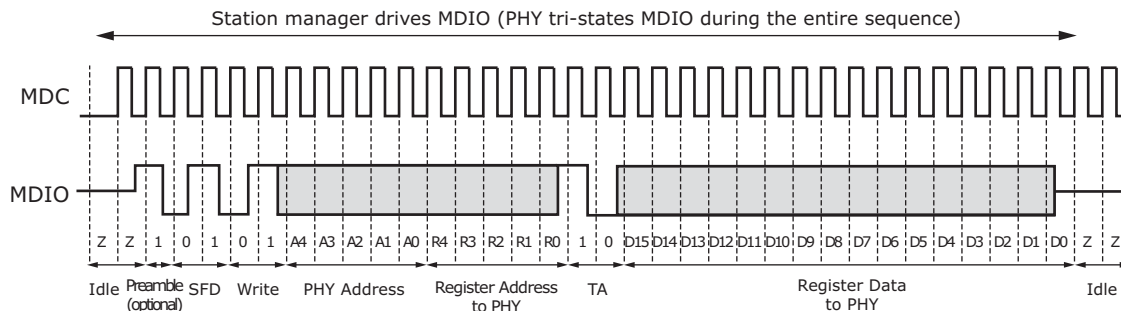 Station manager drives MDIO (PHY tri-states MDIO during the entire sequence)
MDC
MDIO
Z Z 1 0 1 0 1 A4 A3 A2 A1 A0 R4 R3 R2 R1 R0 1 0 D15 D14 D13 D12 D11 D10 D9 D8 D7 D6 D5 D4 D3 D2 D1 D0 Z Z
Idle Preamble SFD Write PHY Address Register Address TA Register Data Idle
(optional) to PHY to PHY